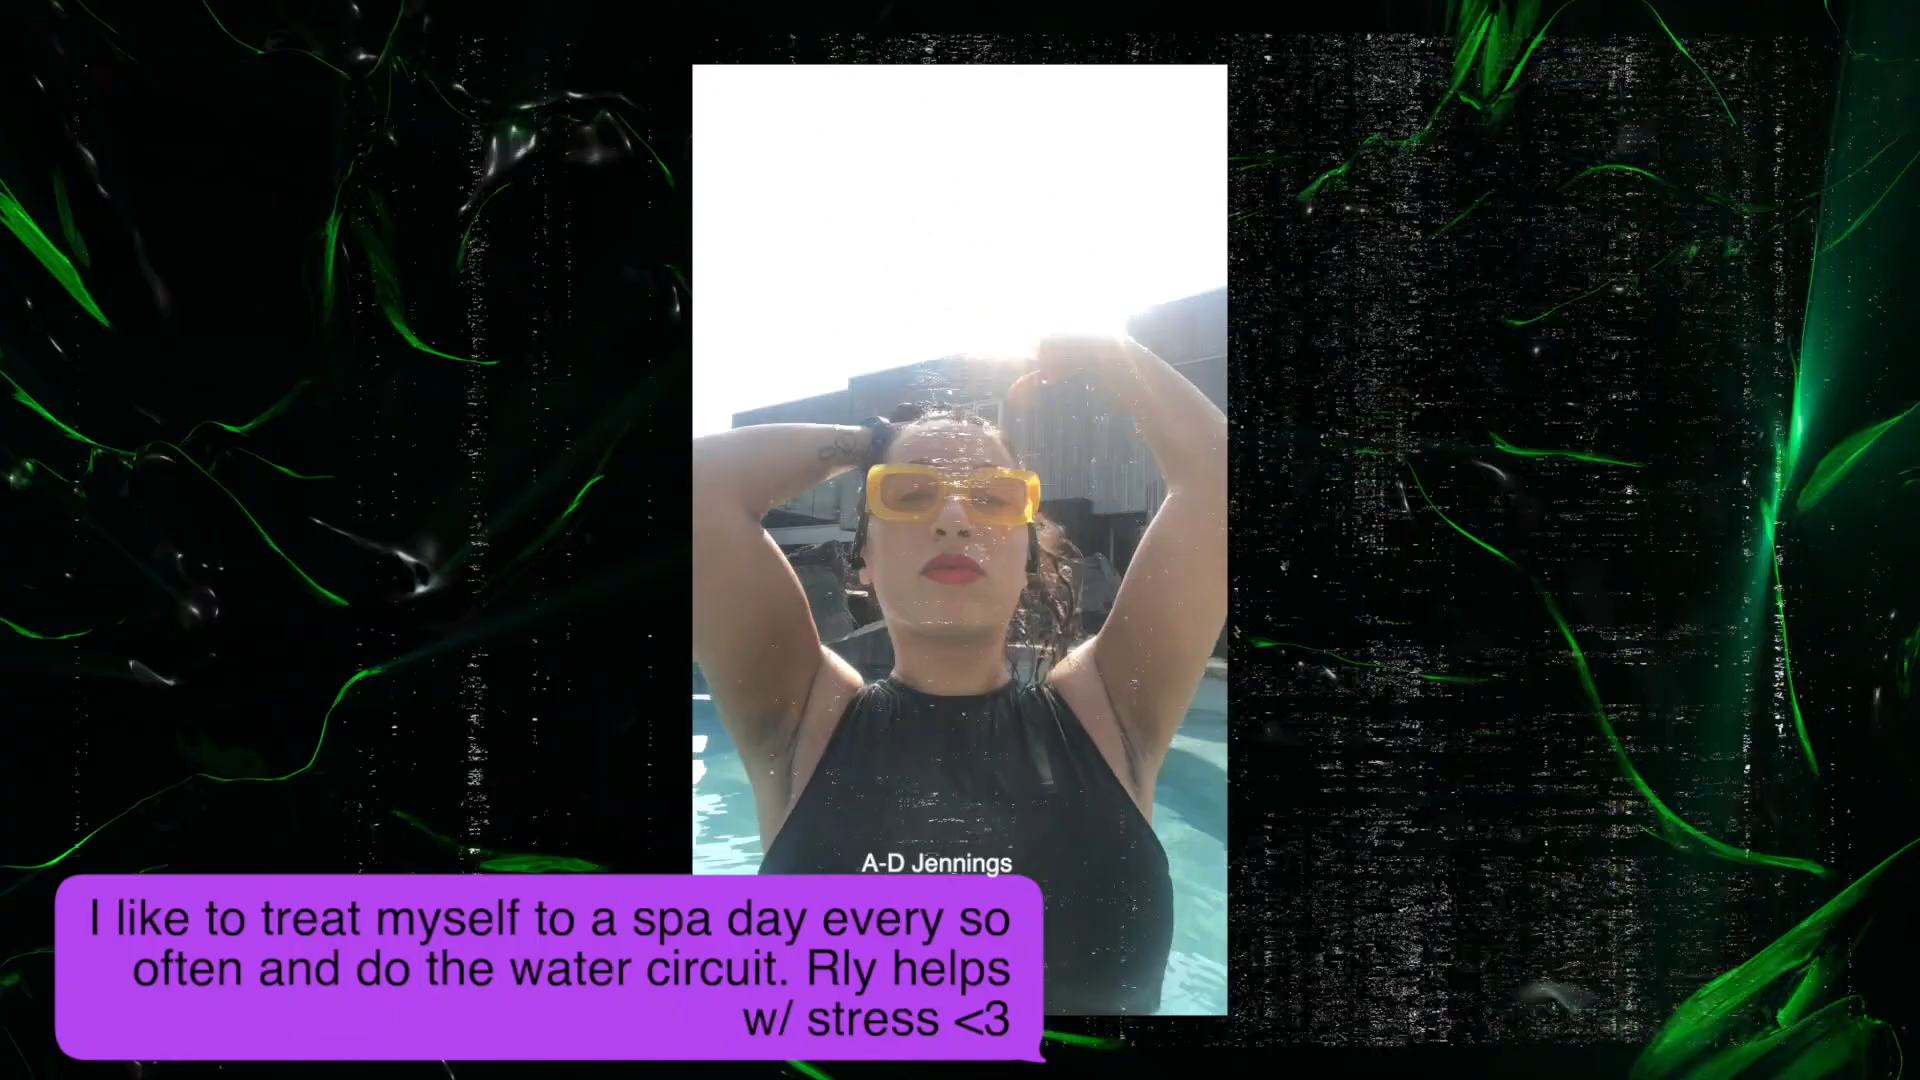 A-D Jennings
I like to treat myself to a spa day every so
often and do the water circuit. Rly helps
w/ stress <3